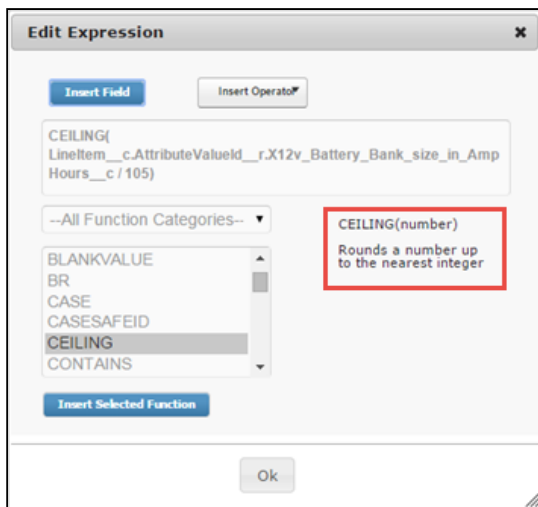 Edit Expression
Insert Field
Insert Operator
CEILING(
LineItem__c.AttributeValueId__r.X12v_Battery_Bank_size_in_Amp
Hours__c / 105)
--All Function Categories--
CEILING(number)
Rounds a number up
to the nearest integer
BLANKVALUE
BR
CASE
CASESAFEID
CEILING
CONTAINS
Insert Selected Function
Ok